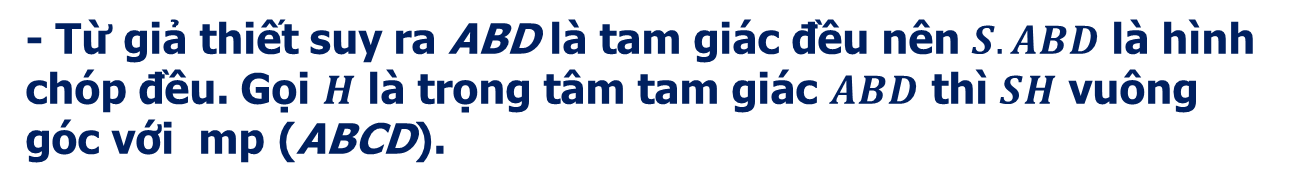 - Từ giả thiết suy ra ABD là tam giác đều nên S. ABD là hình
chóp đều. Gọi H là trọng tâm tam giác ABD thì SH vuông
góc với mp (ABCD).